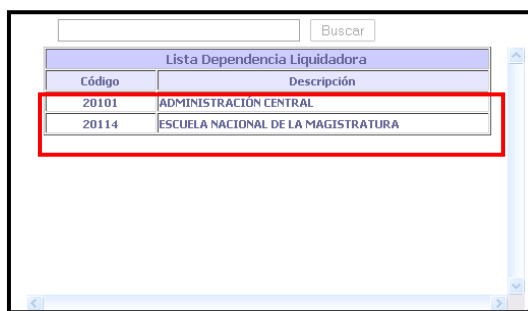 Buscar
Lista Dependencia Liquidadora
Código Descripción
20101 ADMINISTRACIÓN CENTRAL
20114 ESCUELA NACIONAL DE LA MAGISTRATURA